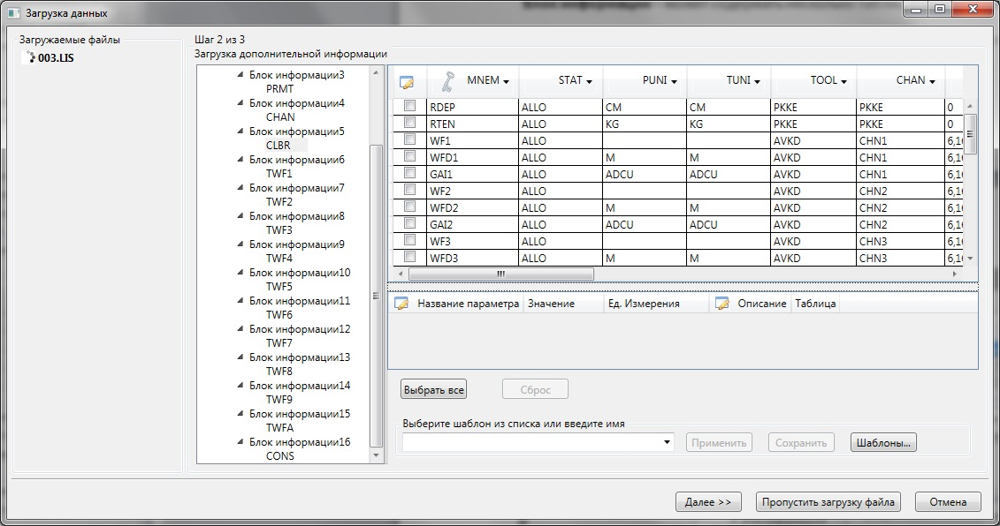 Загрузка данных
Загружаемые файлы
003.LIS
Шаг 2 из 3
Загрузка дополнительной информации
Блок информации3
PRMT
Блок информации4
CHAN
Блок информации5
CLBR
Блок информации6
TWF1
Блок информации7
TWF2
Блок информации8
TWF3
Блок информации9
TWF4
Блок информации10
TWF5
Блок информации11
TWF6
Блок информации12
TWF7
Блок информации13
TWF8
Блок информации14
TWF9
Блок информации15
TWFA
Блок информации16
CONS
MNEM STAT PUNI TUNI TOOL CHAN
RDEP ALLO CM CM PKKE PKKE 0
RTEN ALLO KG KG PKKE PKKE 0
WF1 ALLO AVKD CHN1 6,1
WFD1 ALLO M M AVKD CHN1 6,1
GAI1 ALLO ADCU ADCU AVKD CHN1 6,1
WF2 ALLO AVKD CHN2 6,1
WFD2 ALLO M M AVKD CHN2 6,1
GAI2 ALLO ADCU ADCU AVKD CHN2 6,1
WF3 ALLO AVKD CHN3 6,1
WFD3 ALLO M M AVKD CHN3 6,1
Название параметра Значение Ед. Измерения Описание Таблица
Выбрать все Сброс
Выберите шаблон из списка или введите имя
Применить Сохранить Шаблоны...
Далее >> Пропустить загрузку файла Отмена